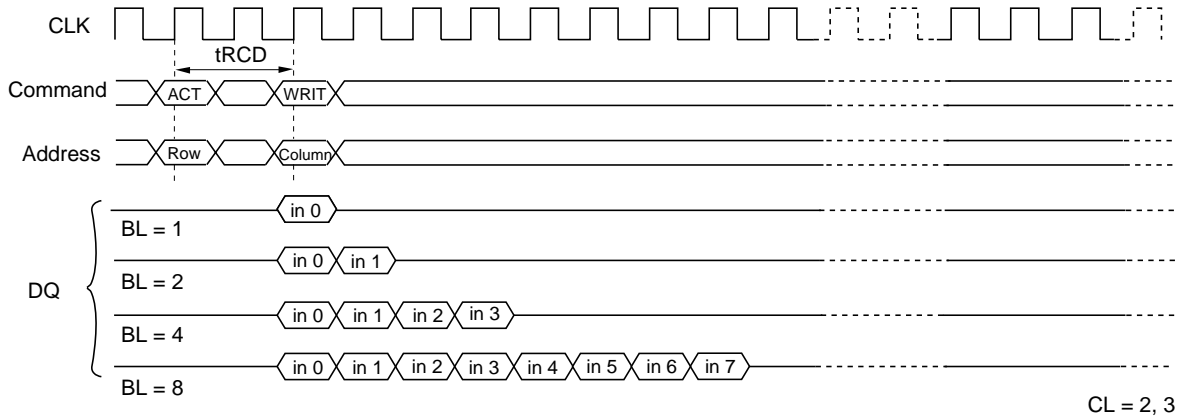 CLK
tRCD
Command ACT WRIT
Address Row Column
in 0
BL = 1
in 0 in 1
BL = 2
DQ
in 0 in 1 in 2 in 3
BL = 4
in 0 in 1 in 2 in 3 in 4 in 5 in 6 in 7
BL = 8
CL = 2, 3